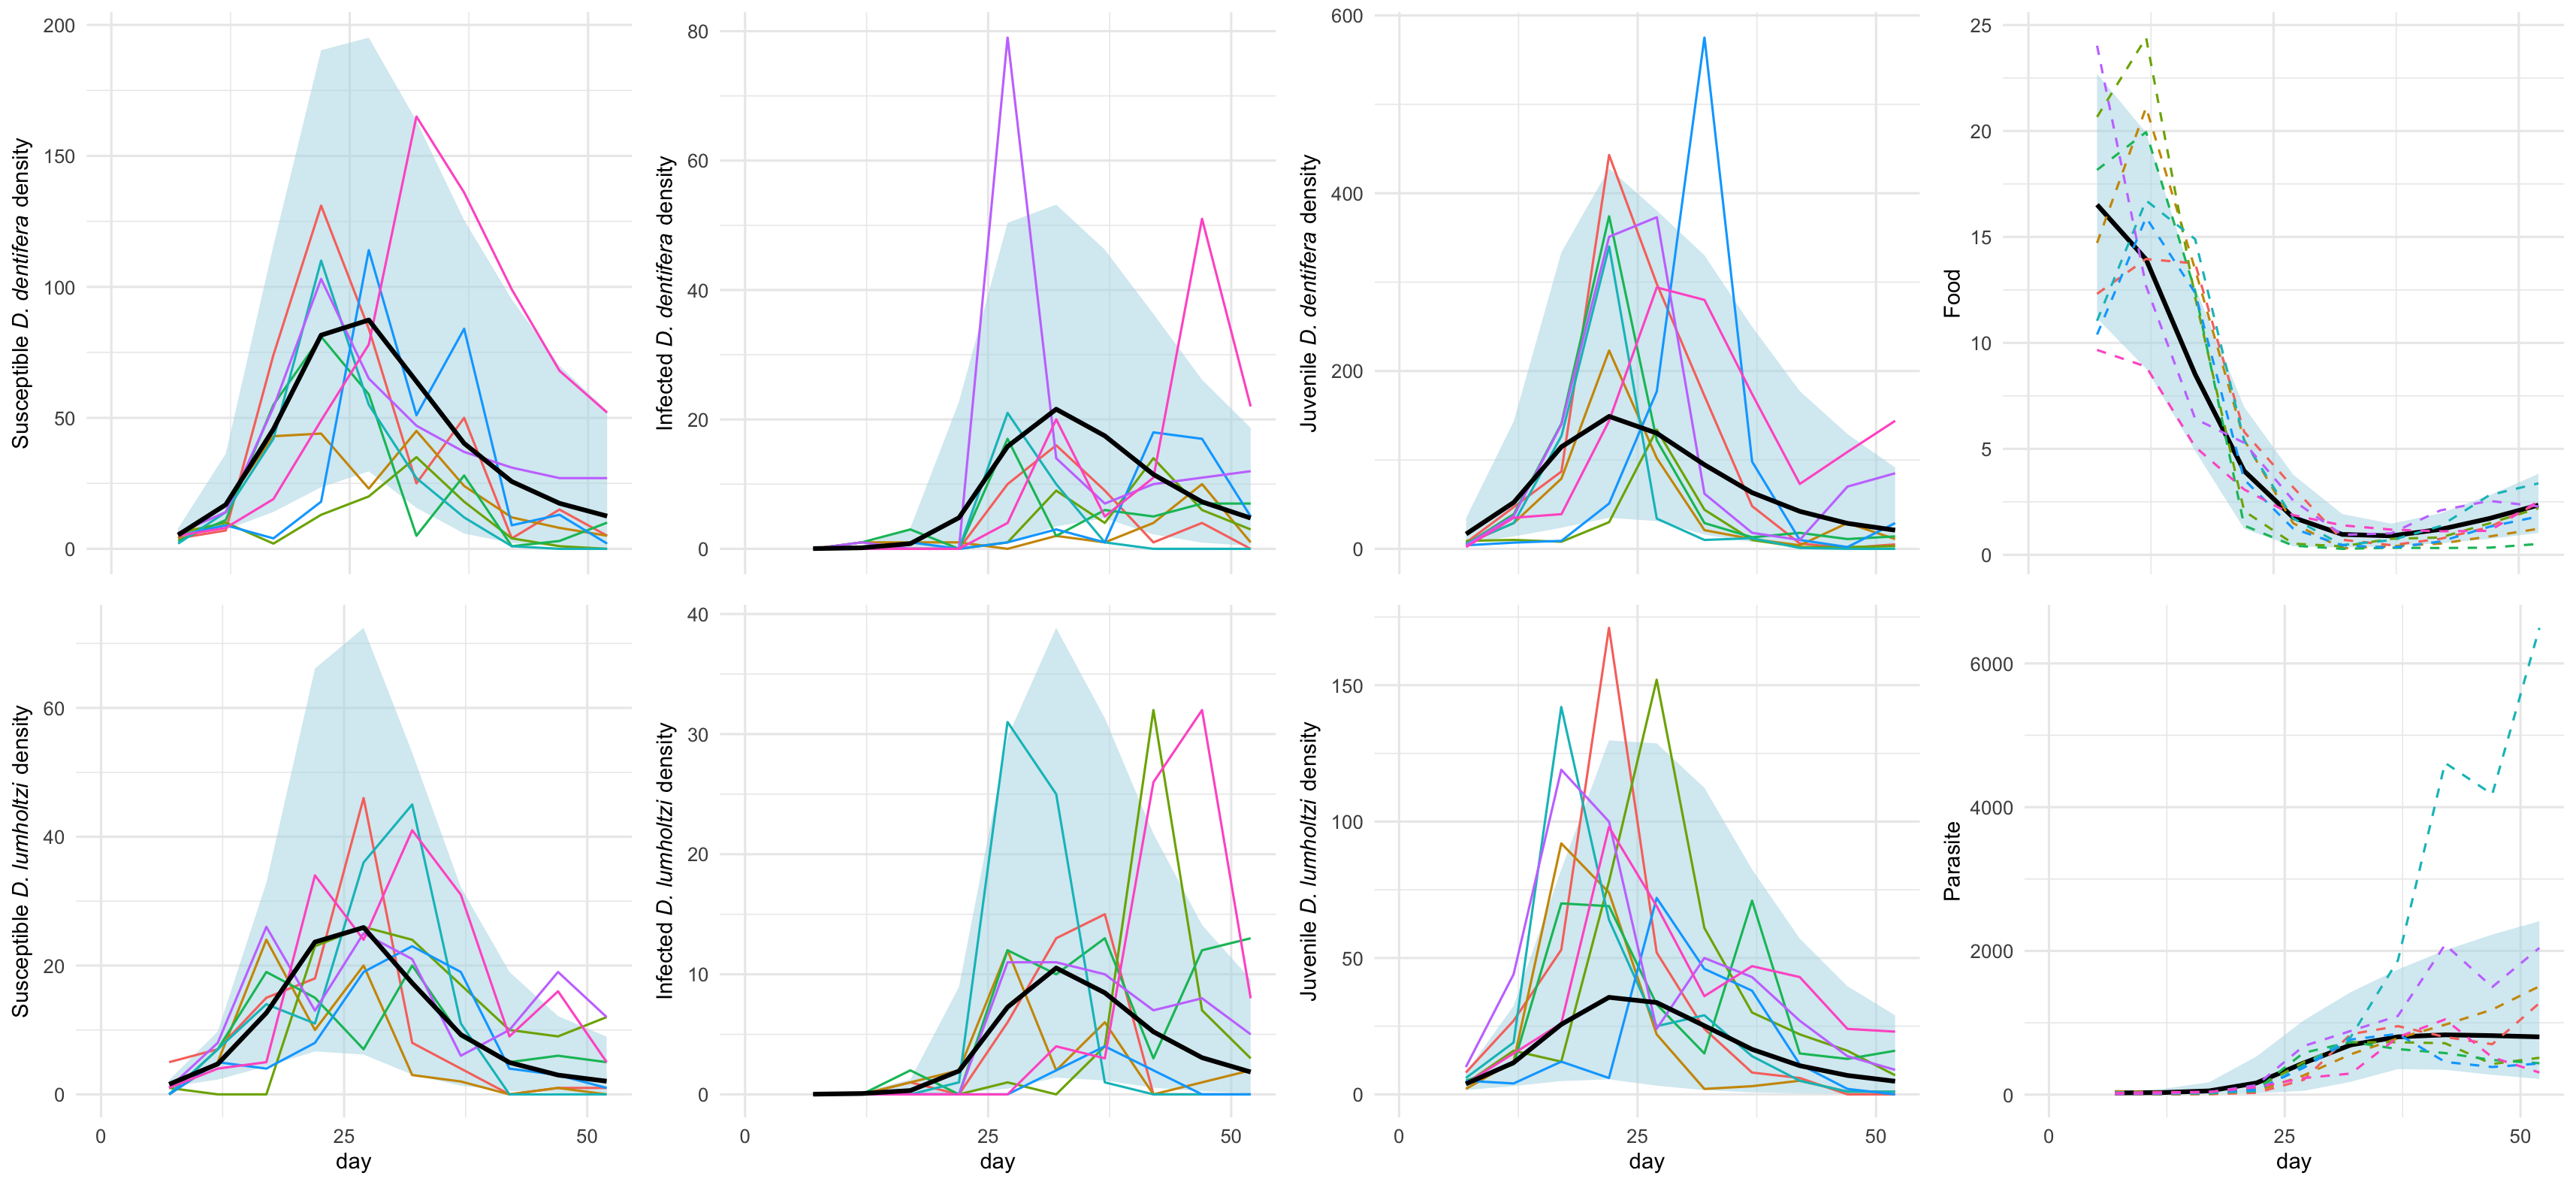 Susceptible D. dentifera density
200
150
100
50
0
Infected D. dentifera density
80
60
40
20
0
Juvenile D. dentifera density
600
400
200
0
Food
25
20
15
10
5
0
Susceptible D. lumholtzi density
60
40
20
0
0 25 50
day
Infected D. lumholtzi density
40
30
20
10
0
0 25 50
day
Juvenile D. lumholtzi density
150
100
50
0
0 25 50
day
Parasite
6000
4000
2000
0
0 25 50
day